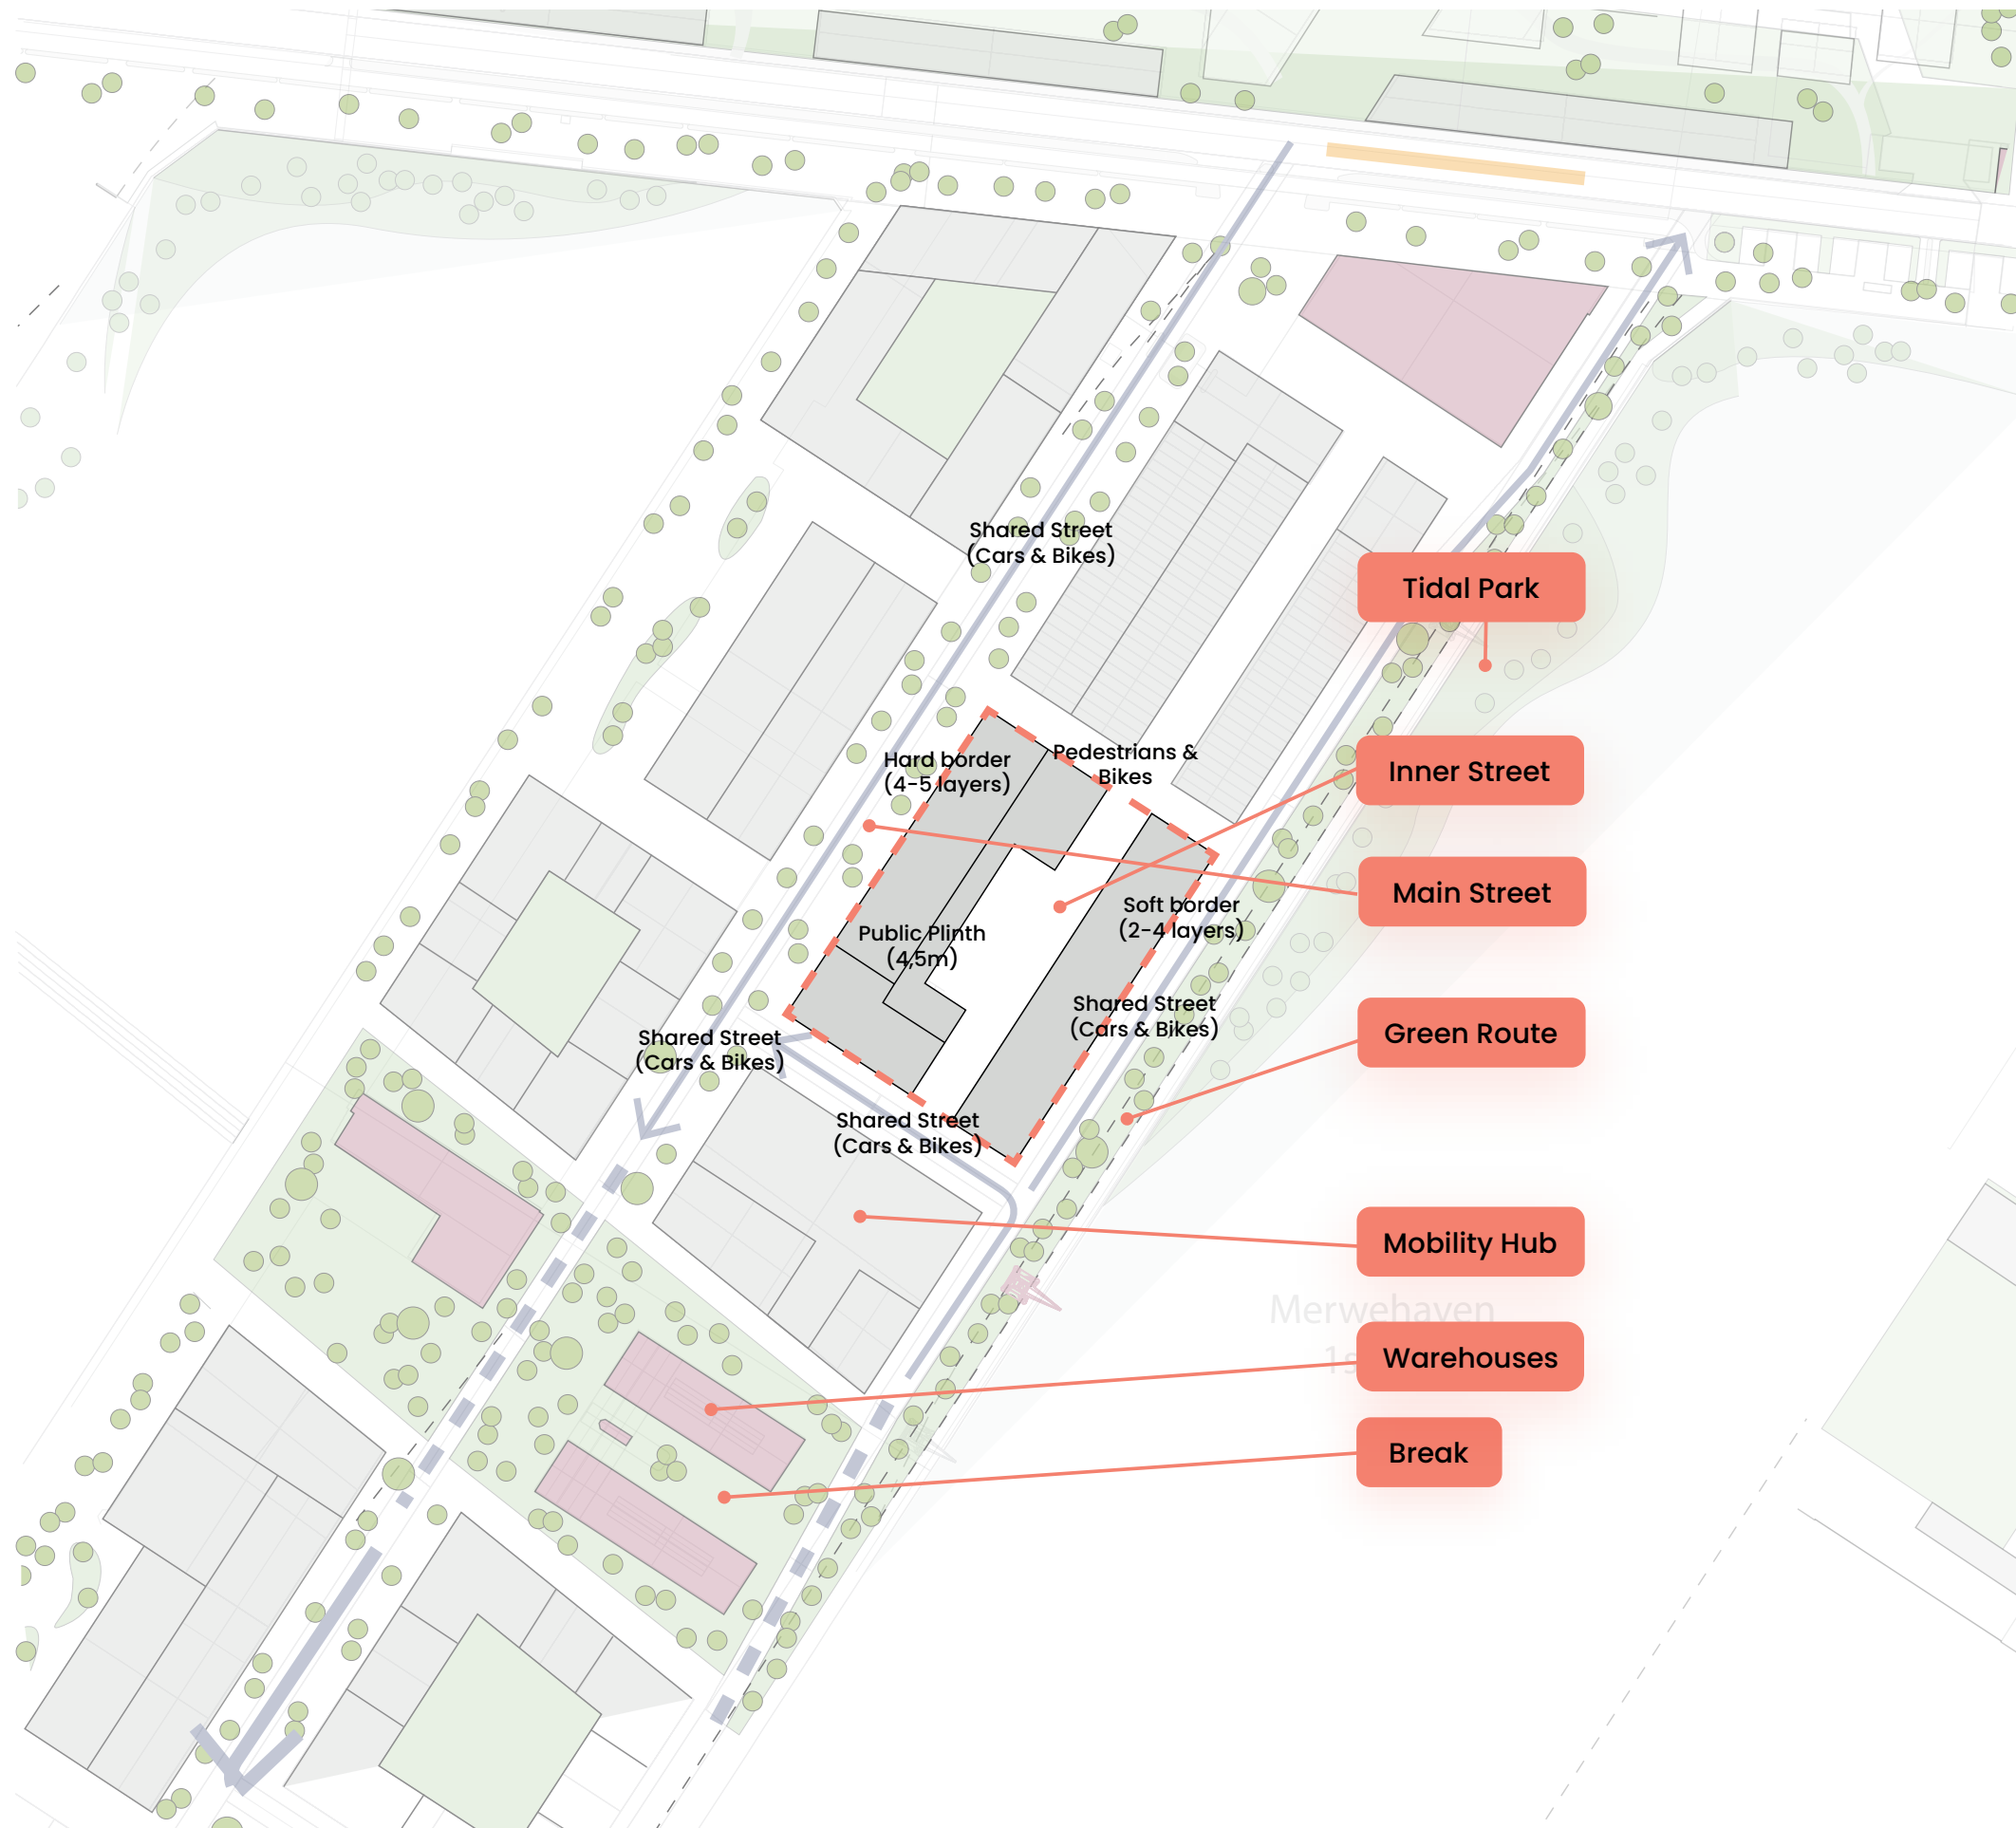 Shared Street
(Cars & Bikes)
Tidal Park
Hard border
(4-5 layers)
Pedestrians &
Bikes
Inner Street
Main Street
Public Plinth
(4,5m)
Soft border
(2-4 layers)
Shared Street
(Cars & Bikes)
Green Route
Shared Street
(Cars & Bikes)
Shared Street
(Cars & Bikes)
Mobility Hub
Merwehaven
Warehouses
Break